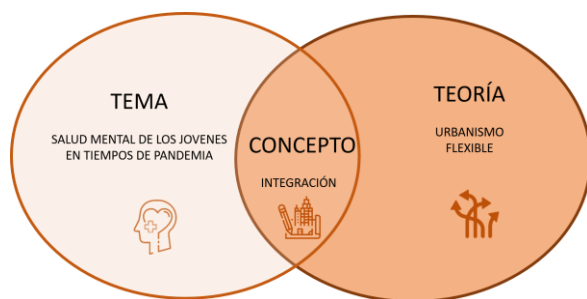 TEMA
SALUD MENTAL DE LOS JOVENES
EN TIEMPOS DE PANDEMIA
CONCEPTO
INTEGRACIÓN
TEORÍA
URBANISMO
FLEXIBLE